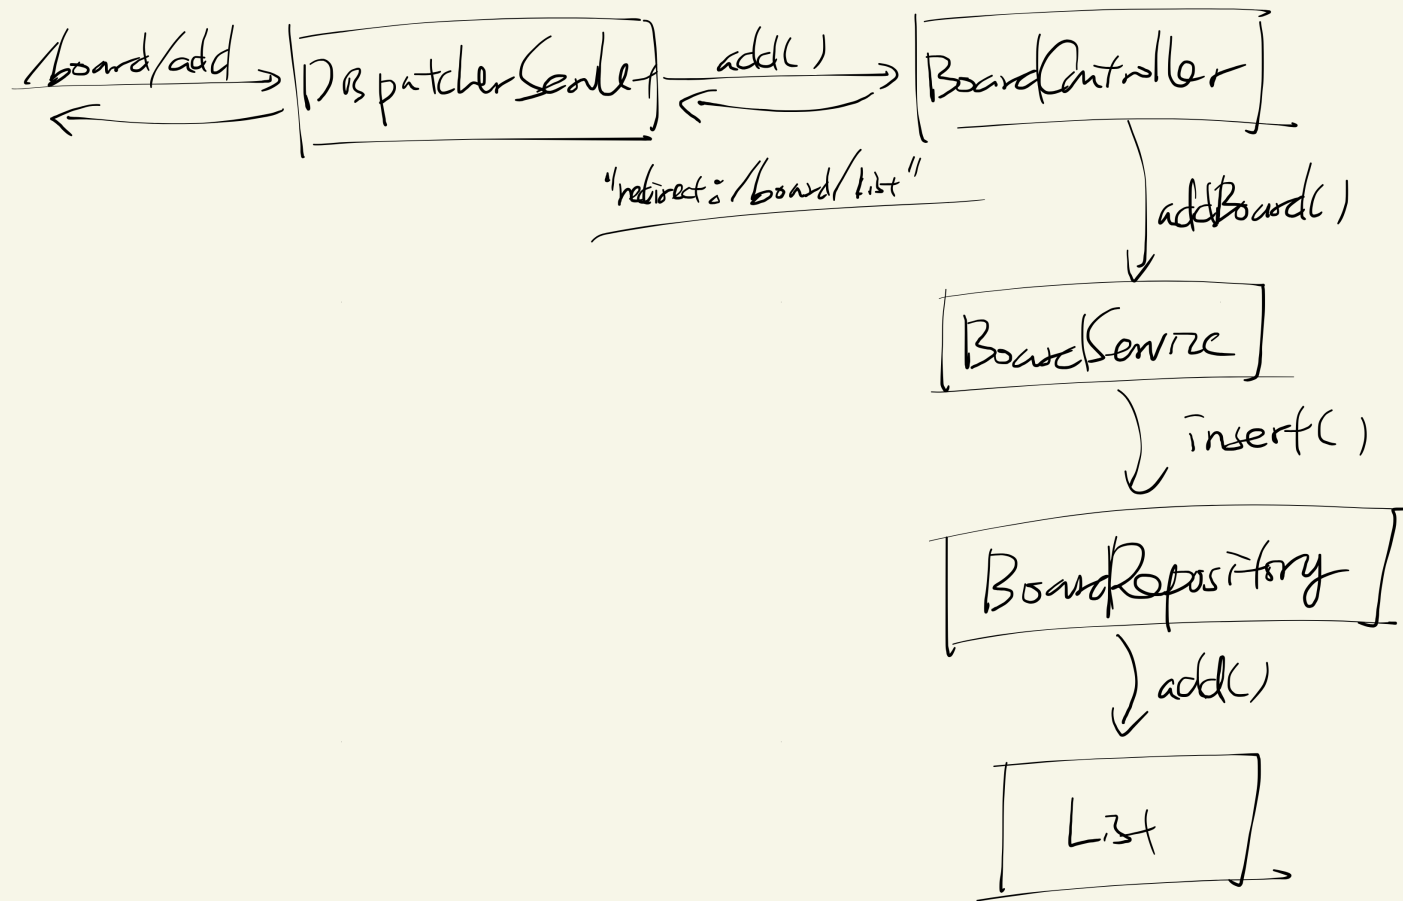 /board/add
DispatcherServlet
add()
BoardController
"redirect:/board/list"
addBoard()
BoardService
insert()
BoardRepository
add()
List